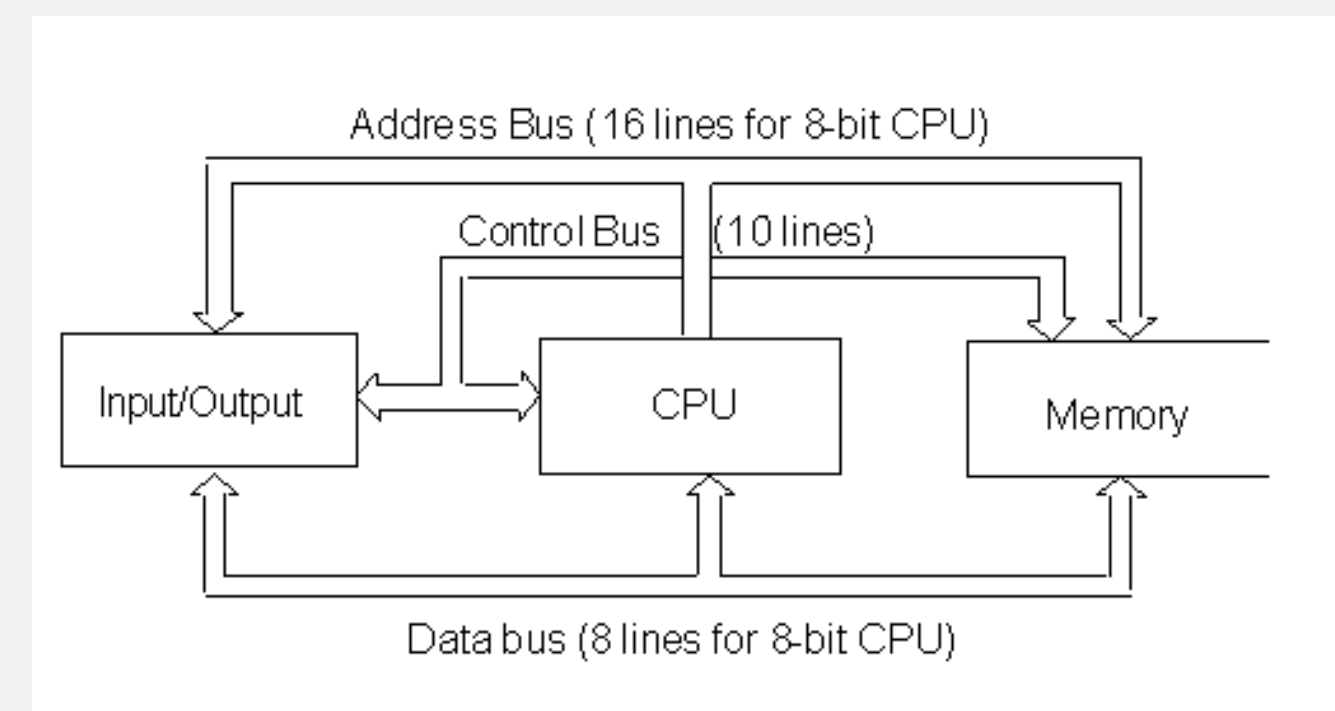 Address Bus (16 lines for 8-bit CPU)
Control Bus (10 lines)
Input/Output
CPU
Memory
Data bus (8 lines for 8-bit CPU)